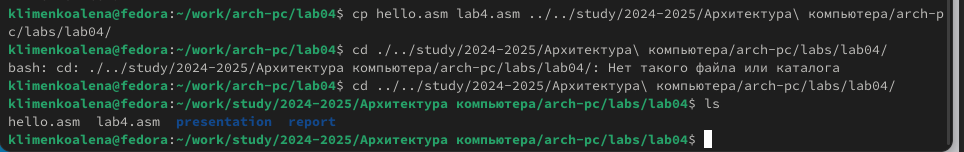 klimenkoalena@fedora:~/work/arch-pc/lab04$ cp hello.asm lab4.asm ../../study/2024-2025/Архитектура\ компьютера/arch-p
c/labs/lab04/
klimenkoalena@fedora:~/work/arch-pc/lab04$ cd ./../study/2024-2025/Архитектура\ компьютера/arch-pc/labs/lab04/
bash: cd: ./../study/2024-2025/Архитектура компьютера/arch-pc/labs/lab04/: Нет такого файла или каталога
klimenkoalena@fedora:~/work/arch-pc/lab04$ cd ../../study/2024-2025/Архитектура\ компьютера/arch-pc/labs/lab04/
klimenkoalena@fedora:~/work/study/2024-2025/Архитектура компьютера/arch-pc/labs/lab04$ ls
hello.asm  lab4.asm  presentation  report
klimenkoalena@fedora:~/work/study/2024-2025/Архитектура компьютера/arch-pc/labs/lab04$